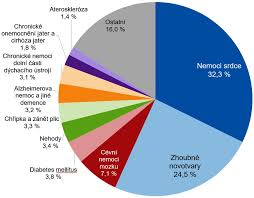 Ateroskleróza
1,4 %
Ostatní
16,0 %
Nemoci srdce
32,3 %
Zhoubné
novotvary
24,5 %
Cévní
nemoci
mozku
7,1 %
Diabetes mellitus
3,8 %
Nehody
3,4 %
Chřipka a zánět plic
3,3 %
Alzheimerova
nemoc a jiné
demence
3,2 %
Chronické nemoci
dolní části
dýchacího ústrojí
3,1 %
Chronické
onemocnění jater a
cirhóza jater
1,8 %